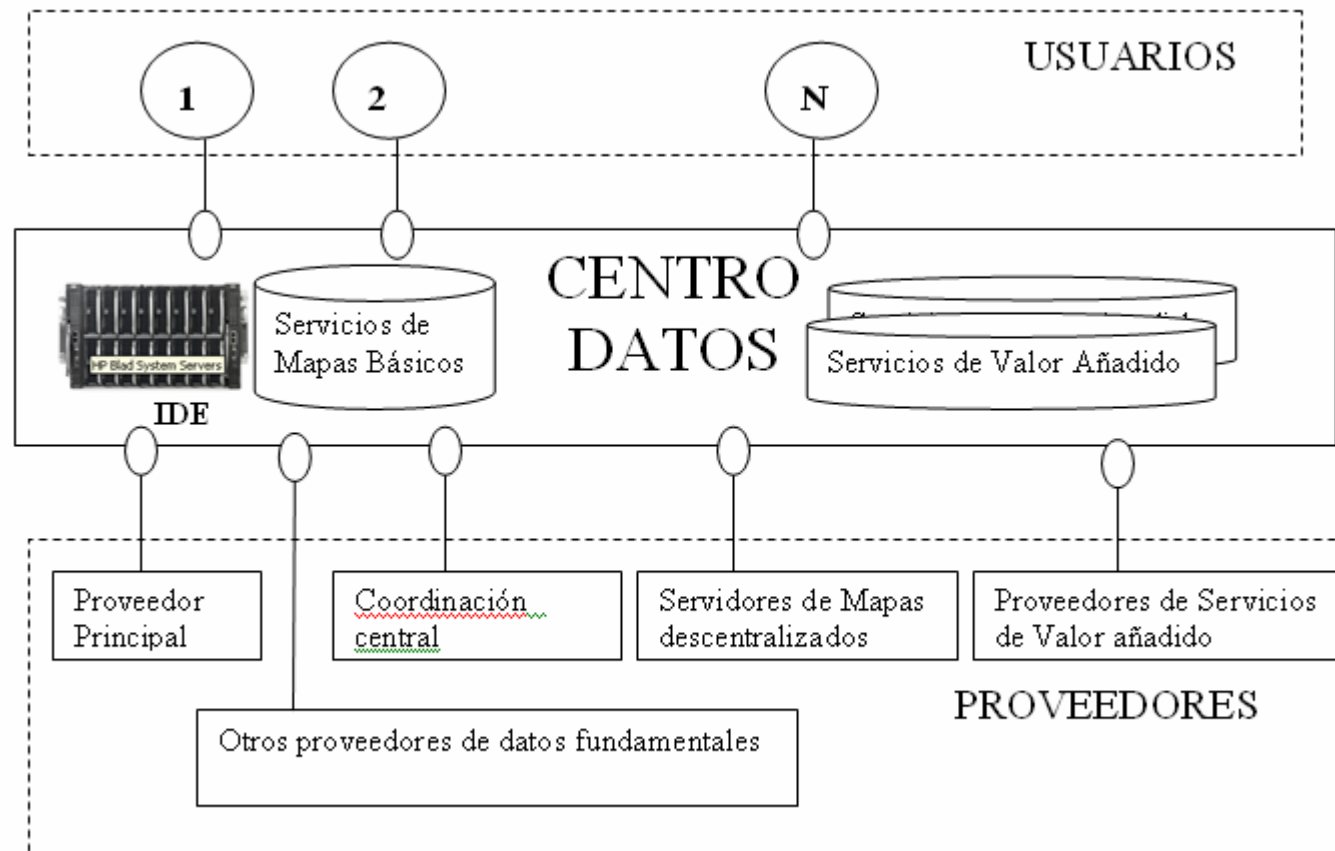 USUARIOS
1
2
N
CENTRO
DATOS
Servicios de
Mapas Básicos
Servicios de Valor Añadido
HP Blad System Servers
IDE
Proveedor
Principal
Coordinación
central
Servidores de Mapas
descentralizados
Proveedores de Servicios
de Valor añadido
PROVEEDORES
Otros proveedores de datos fundamentales